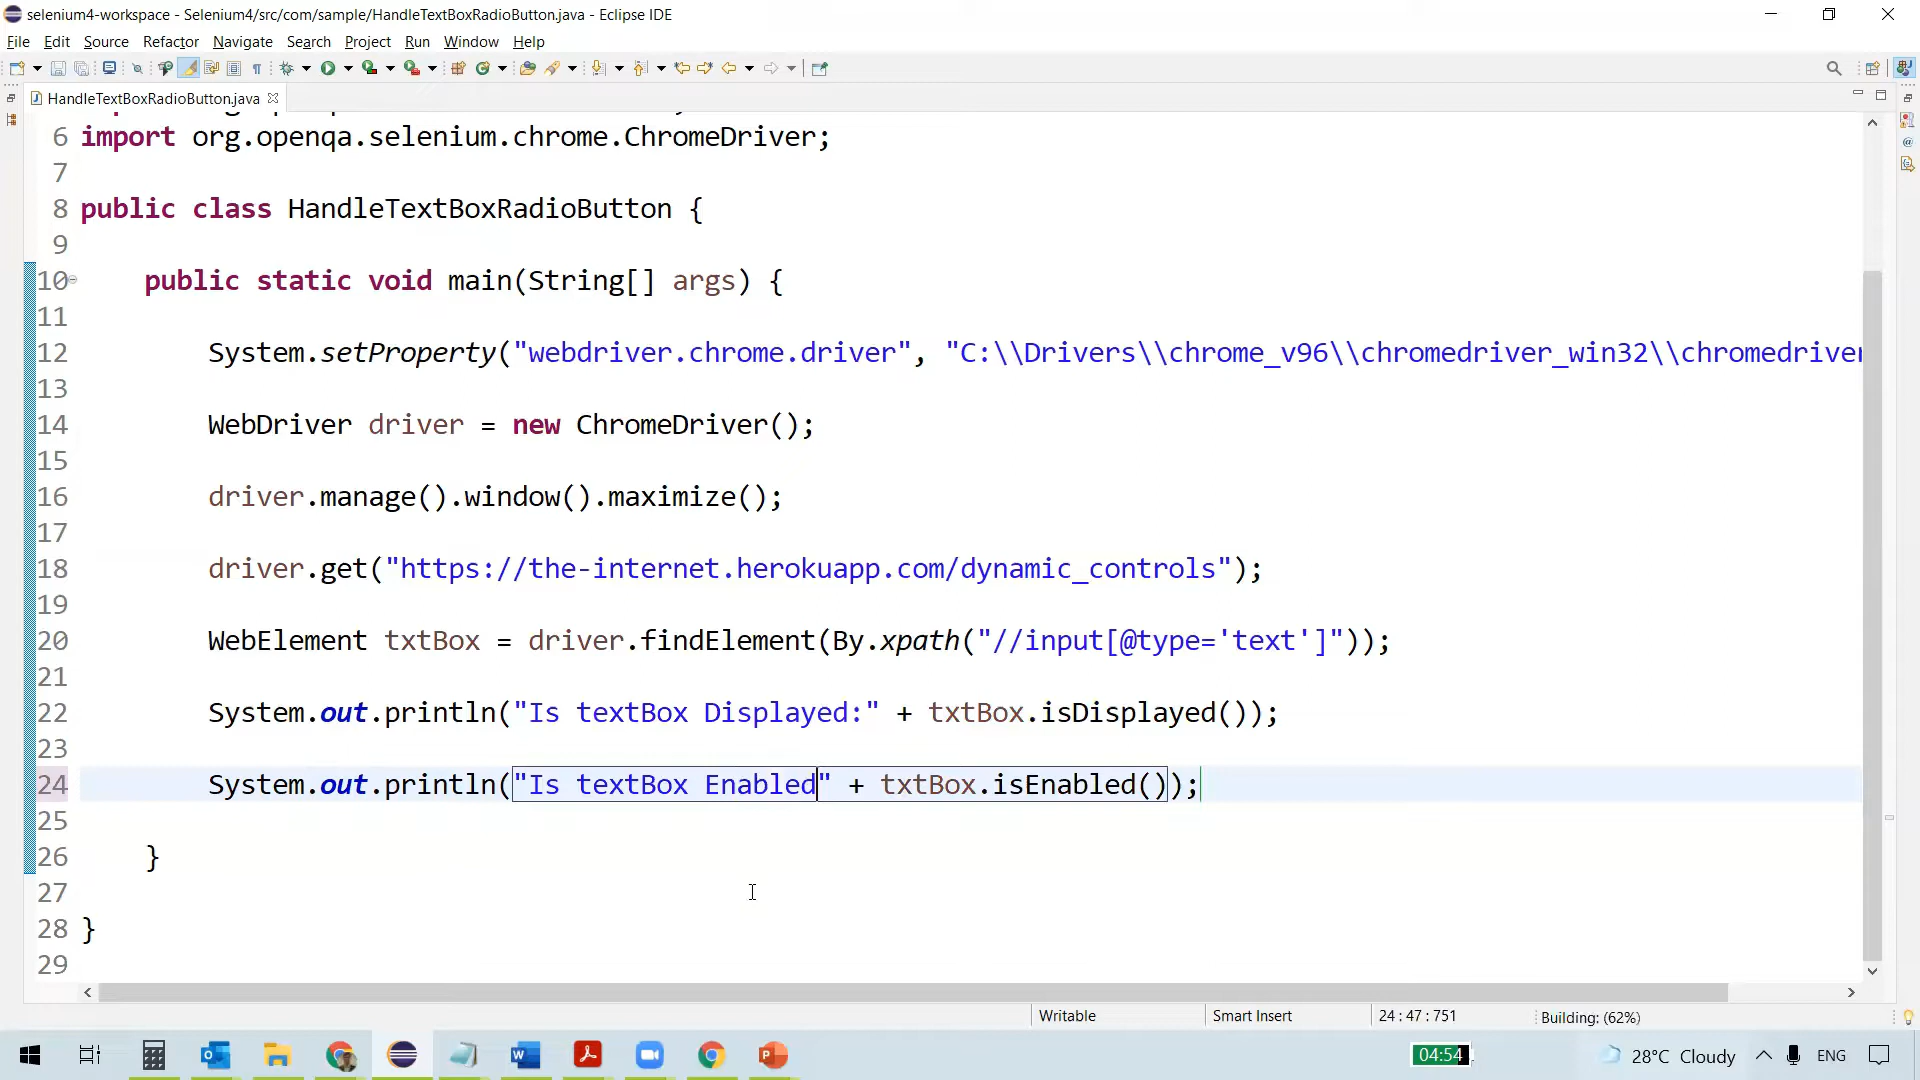 selenium4-workspace - Selenium4/src/com/sample/HandleTextBoxRadioButton.java - Eclipse IDE
File Edit Source Refactor Navigate Search Project Run Window Help
HandleTextBoxRadioButton.java
6 import org.openqa.selenium.chrome.ChromeDriver;
7
8 public class HandleTextBoxRadioButton {
9
10 public static void main(String[] args) {
11
12 System.setProperty("webdriver.chrome.driver", "C:\\Drivers\\chrome_v96\\chromedriver_win32\\chromedriver
13
14 WebDriver driver = new ChromeDriver();
15
16 driver.manage().window().maximize();
17
18 driver.get("https://the-internet.herokuapp.com/dynamic_controls");
19
20 WebElement txtBox = driver.findElement(By.xpath("//input[@type='text']"));
21
22 System.out.println("Is textBox Displayed:" + txtBox.isDisplayed());
23
24 System.out.println("Is textBox Enabled" + txtBox.isEnabled());
25
26 }
27
28 }
29
Writable Smart Insert 24 : 47 : 751 Building: (62%)
04:54 28°C Cloudy ENG